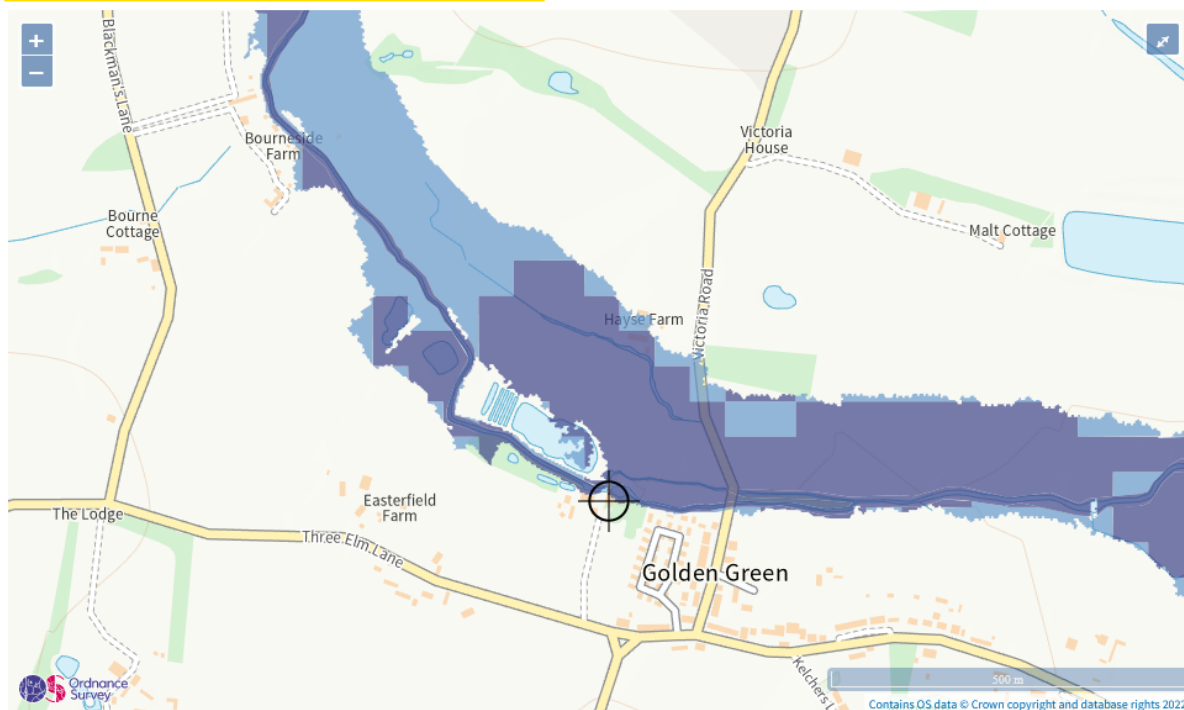 +
−
Blackman's Lane
Bourneside
Farm
Victoria
House
Bourne
Cottage
Malt Cottage
Hayse Farm
Victoria Road
Easterfield
Farm
The Lodge
Three Elm Lane
Golden Green
Kelchers L
500 m
Ordnance
Survey
Contains OS data © Crown copyright and database rights 2022